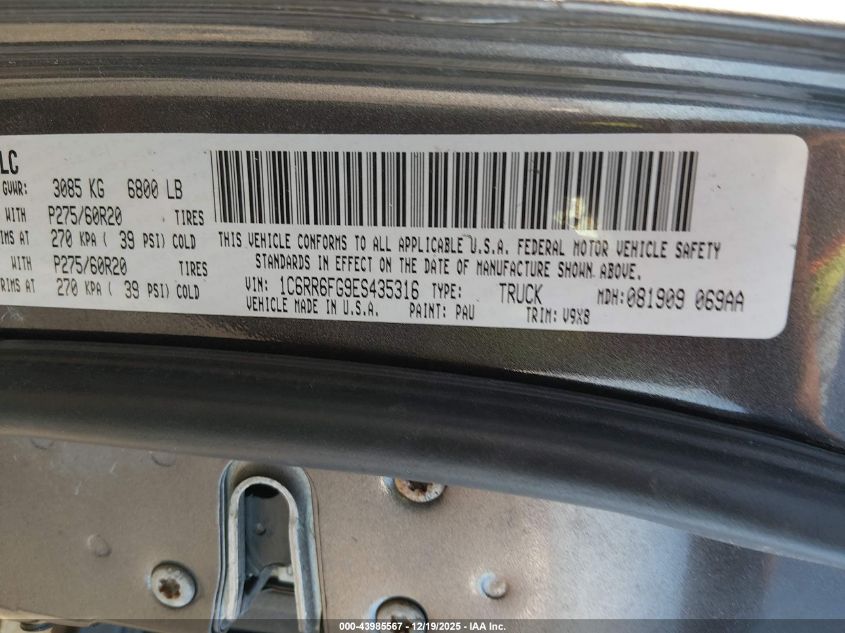 LC
GVWR: 3085 KG 6800 LB
WITH P275/60R20 TIRES
IMS AT 270 KPA ( 39 PSI) COLD
WITH P275/60R20 TIRES
RIMS AT 270 KPA ( 39 PSI) COLD
THIS VEHICLE CONFORMS TO ALL APPLICABLE U.S.A. FEDERAL MOTOR VEHICLE SAFETY
STANDARDS IN EFFECT ON THE DATE OF MANUFACTURE SHOWN ABOVE.
VIN: 1C6RR6FG9ES435316 TYPE: TRUCK MDH:081909 069AA
VEHICLE MADE IN U.S.A. PAINT: PAU TRIM: V9X8
000-43985567 - 12/19/2025 - IAA Inc.